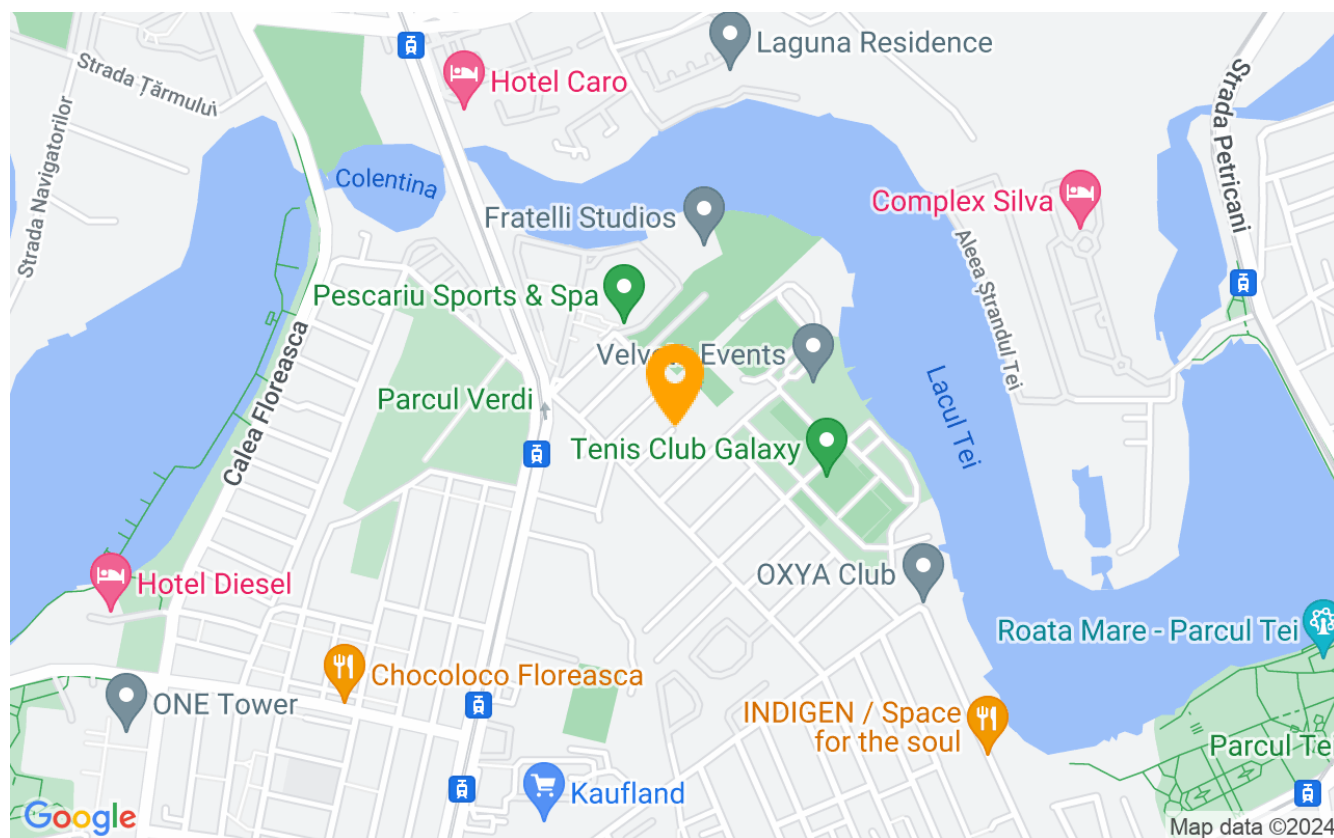 Laguna Residence
Strada Țărmului
Hotel Caro
Strada Petricani
Strada Navigatorilor
Colentina
Complex Silva
Fratelli Studios
Aleea Ștrandul Tei
Pescariu Sports & Spa
Events
Calea Floreasca
Parcul Verdi
Lacul Tei
Tenis Club Galaxy
OXYA Club
Hotel Diesel
Roata Mare - Parcul Tei
Chocoloco Floreasca
ONE Tower
INDIGEN / Space
for the soul
Parcul Tei
Kaufland
Google
Map data ©2024